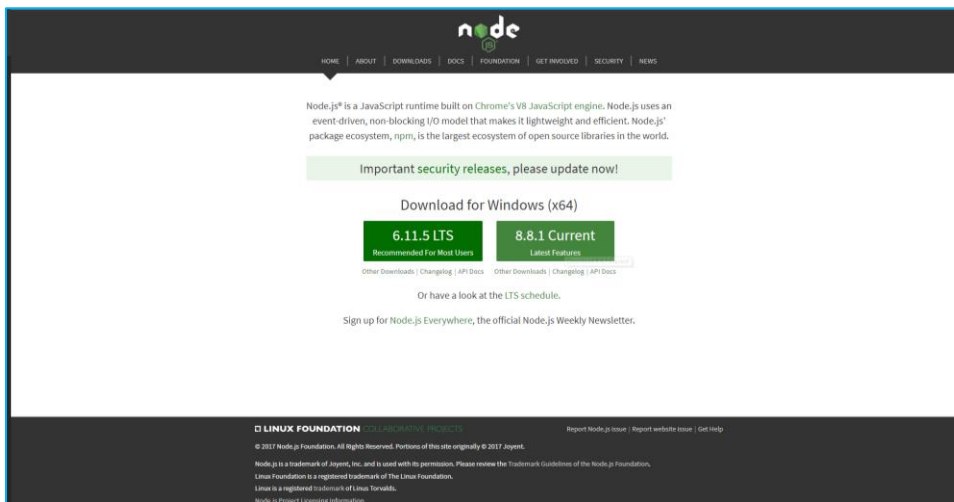 node
JS
HOME | ABOUT | DOWNLOADS | DOCS | FOUNDATION | GET INVOLVED | SECURITY | NEWS
Node.js® is a JavaScript runtime built on Chrome's V8 JavaScript engine. Node.js uses an
event-driven, non-blocking I/O model that makes it lightweight and efficient. Node.js'
package ecosystem, npm, is the largest ecosystem of open source libraries in the world.
Important security releases, please update now!
Download for Windows (x64)
6.11.5 LTS
Recommended For Most Users
8.8.1 Current
Latest Features
Other Downloads | Changelog | API Docs
Other Downloads | Changelog | API Docs
Or have a look at the LTS schedule.
Sign up for Node.js Everywhere, the official Node.js Weekly Newsletter.
LINUX FOUNDATION COLLABORATIVE PROJECTS
Report Node.js issue | Report website issue | Get Help
© 2017 Node.js Foundation. All Rights Reserved. Portions of this site originally © 2017 Joyent.
Node.js is a trademark of Joyent, Inc. and is used with its permission. Please review the Trademark Guidelines of the Node.js Foundation.
Linux Foundation is a registered trademark of The Linux Foundation.
Linux is a registered trademark of Linus Torvalds.
Node.js Project Licensing Information.